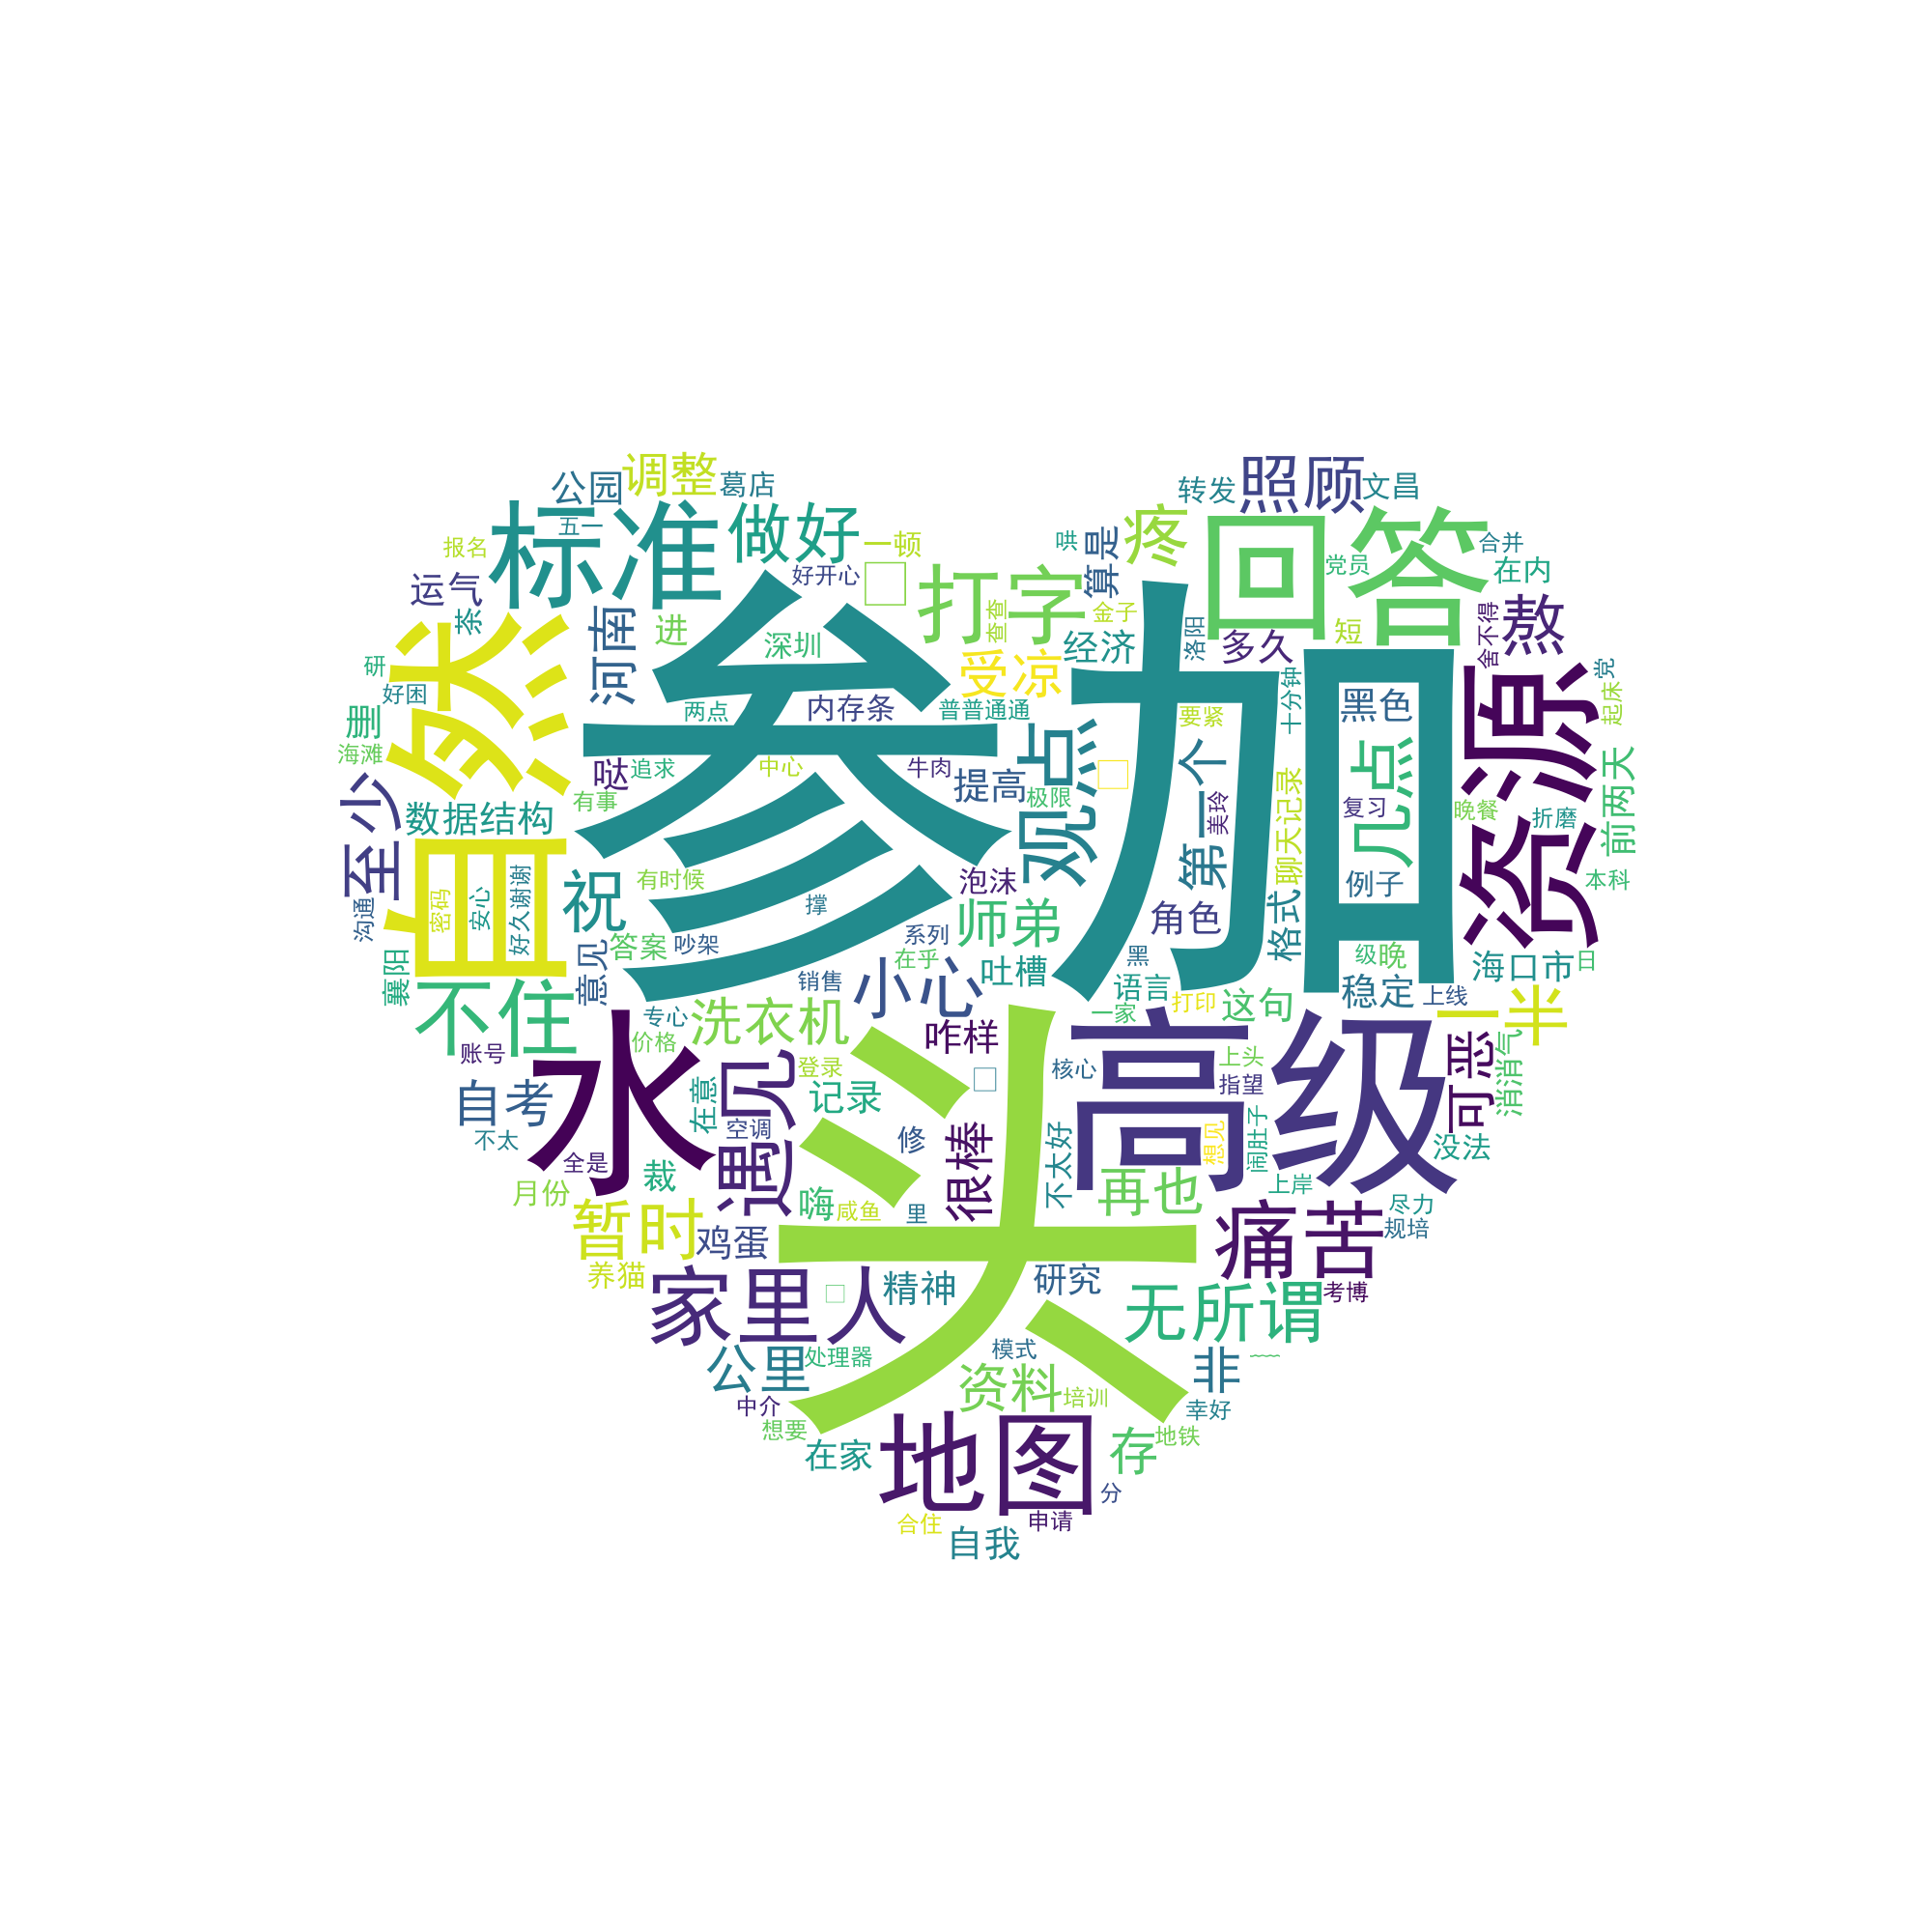 调整
公园
葛店
照顾
转发
文昌
标准
五一
做好
一顿
疼
回答
报名
好开心
打字
哄
算是
党员
合并
在内
运气
茶
自然
河南
进
深圳
参加
查查
金子
受凉
经济
洛阳
多久
短
舍不得
熬
研
好困
删
海滩
两点
内存条
普普通通
观点
要紧
十分钟
黑色
资源
党
起床
至少
哒
追求
中心
有事
牛肉
提高
极限
第一个
美玲
聊天记录
几点
复习
晚餐
折磨
前两天
数据结构
密码
安心
好久谢谢
祝
有时候
撑
泡沫
师弟
角色
格式
例子
本科
沟通
襄阳
不住
意见
答案
吵架
系列
在乎
销售
小心
吐槽
黑
语言
打印
一家
这句
级晚
稳定
上线
海口市
日
一半
专心
价格
洗衣机
账号
水
自考
不太
全是
在意
遇见
空调
登录
记录
咋样
修
很棒
头
核心
不太好
高级
上头
指望
想见
闹肚子
可恶
消消气
没法
月份
裁
嗨
咸鱼
里
再也
上岸
尽力
规培
暂时
养猫
鸡蛋
痛苦
考博
家里人
精神
研究
无所谓
公里
处理器
模式
资料
培训
非
幸好
中介
想要
在家
地图
存
地铁
分
合住
申请
自我